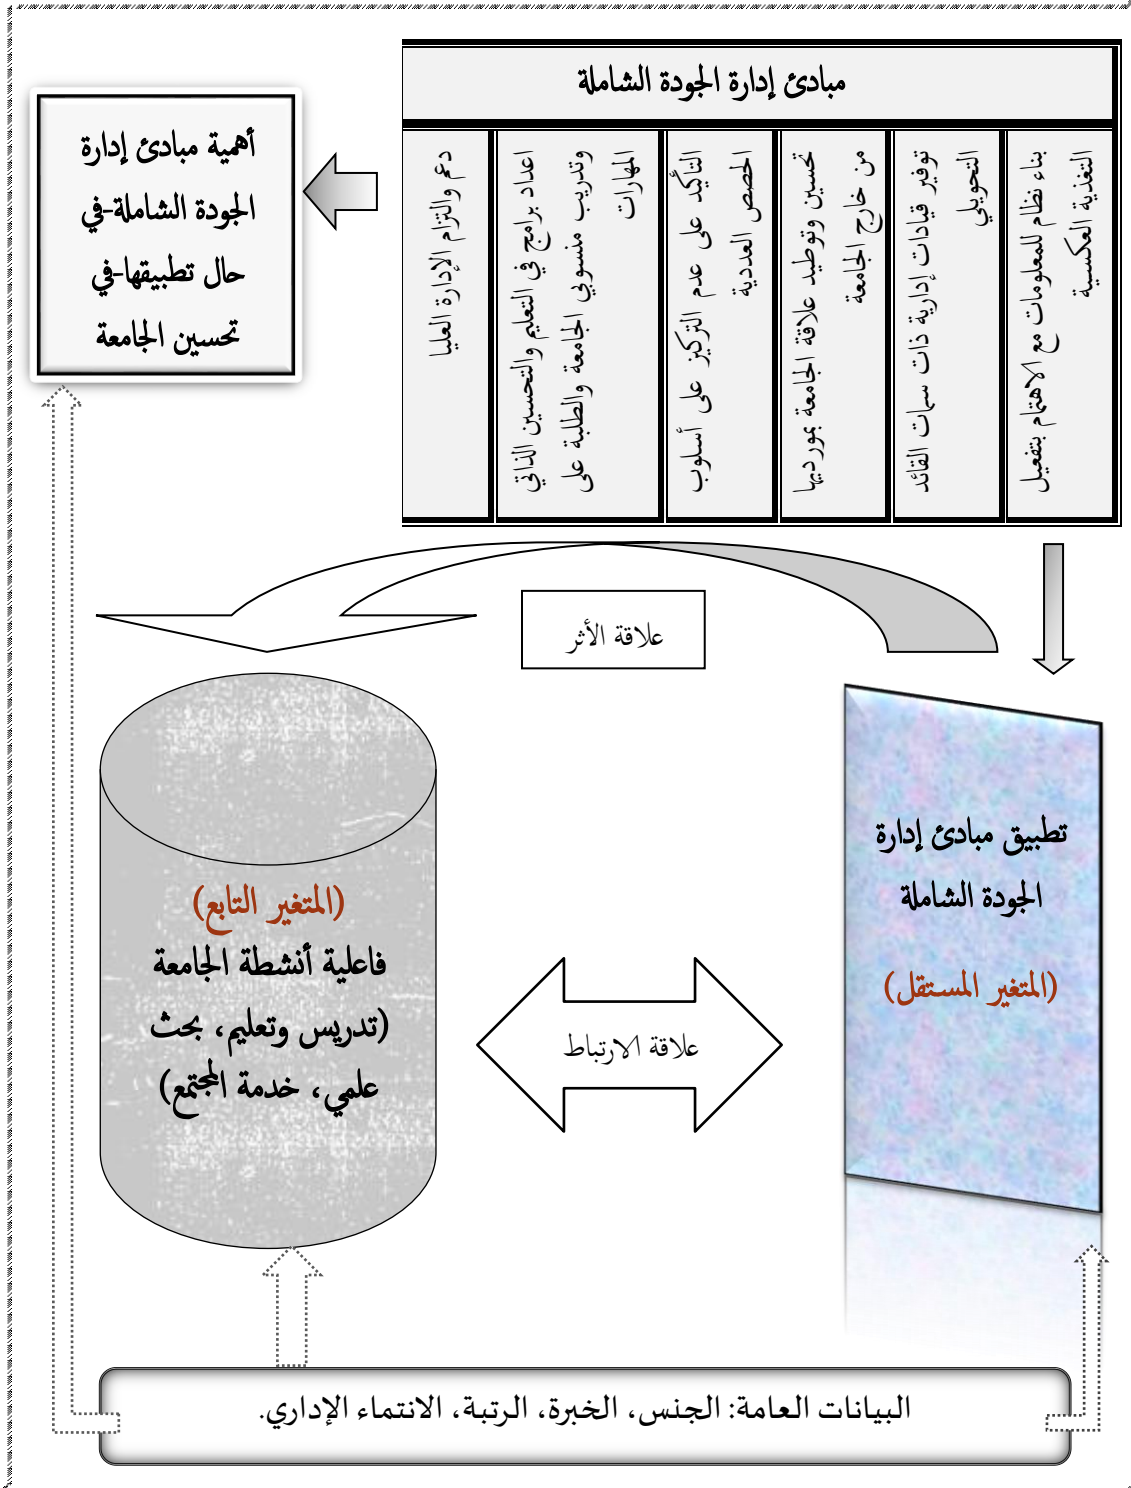 مبادئ إدارة الجودة الشاملة
بناء نظام للمعلومات مع الاهتمام بتفعيل
التغذية العكسية
توفير قيادات إدارية ذات سمات القائد
التحويلي
تحسين وتوطيد علاقة الجامعة بمورديها
من خارج الجامعة
التأكيد على عدم التركيز على أسلوب
الحصص العددية
اعداد برامج في التعليم والتحسين الذاتي
وتدريب منسوبي الجامعة والطلبة على
المهارات
دعم والتزام الإدارة العليا
أهمية مبادئ إدارة
الجودة الشاملة-في
حال تطبيقها-في
تحسين الجامعة
علاقة الأثر
تطبيق مبادئ إدارة
الجودة الشاملة
(المتغير المستقل)
علاقة الارتباط
(المتغير التابع)
فاعلية أنشطة الجامعة
(تدريس وتعليم، بحث
علمي، خدمة المجتمع)
البيانات العامة: الجنس، الخبرة، الرتبة، الانتماء الإداري.